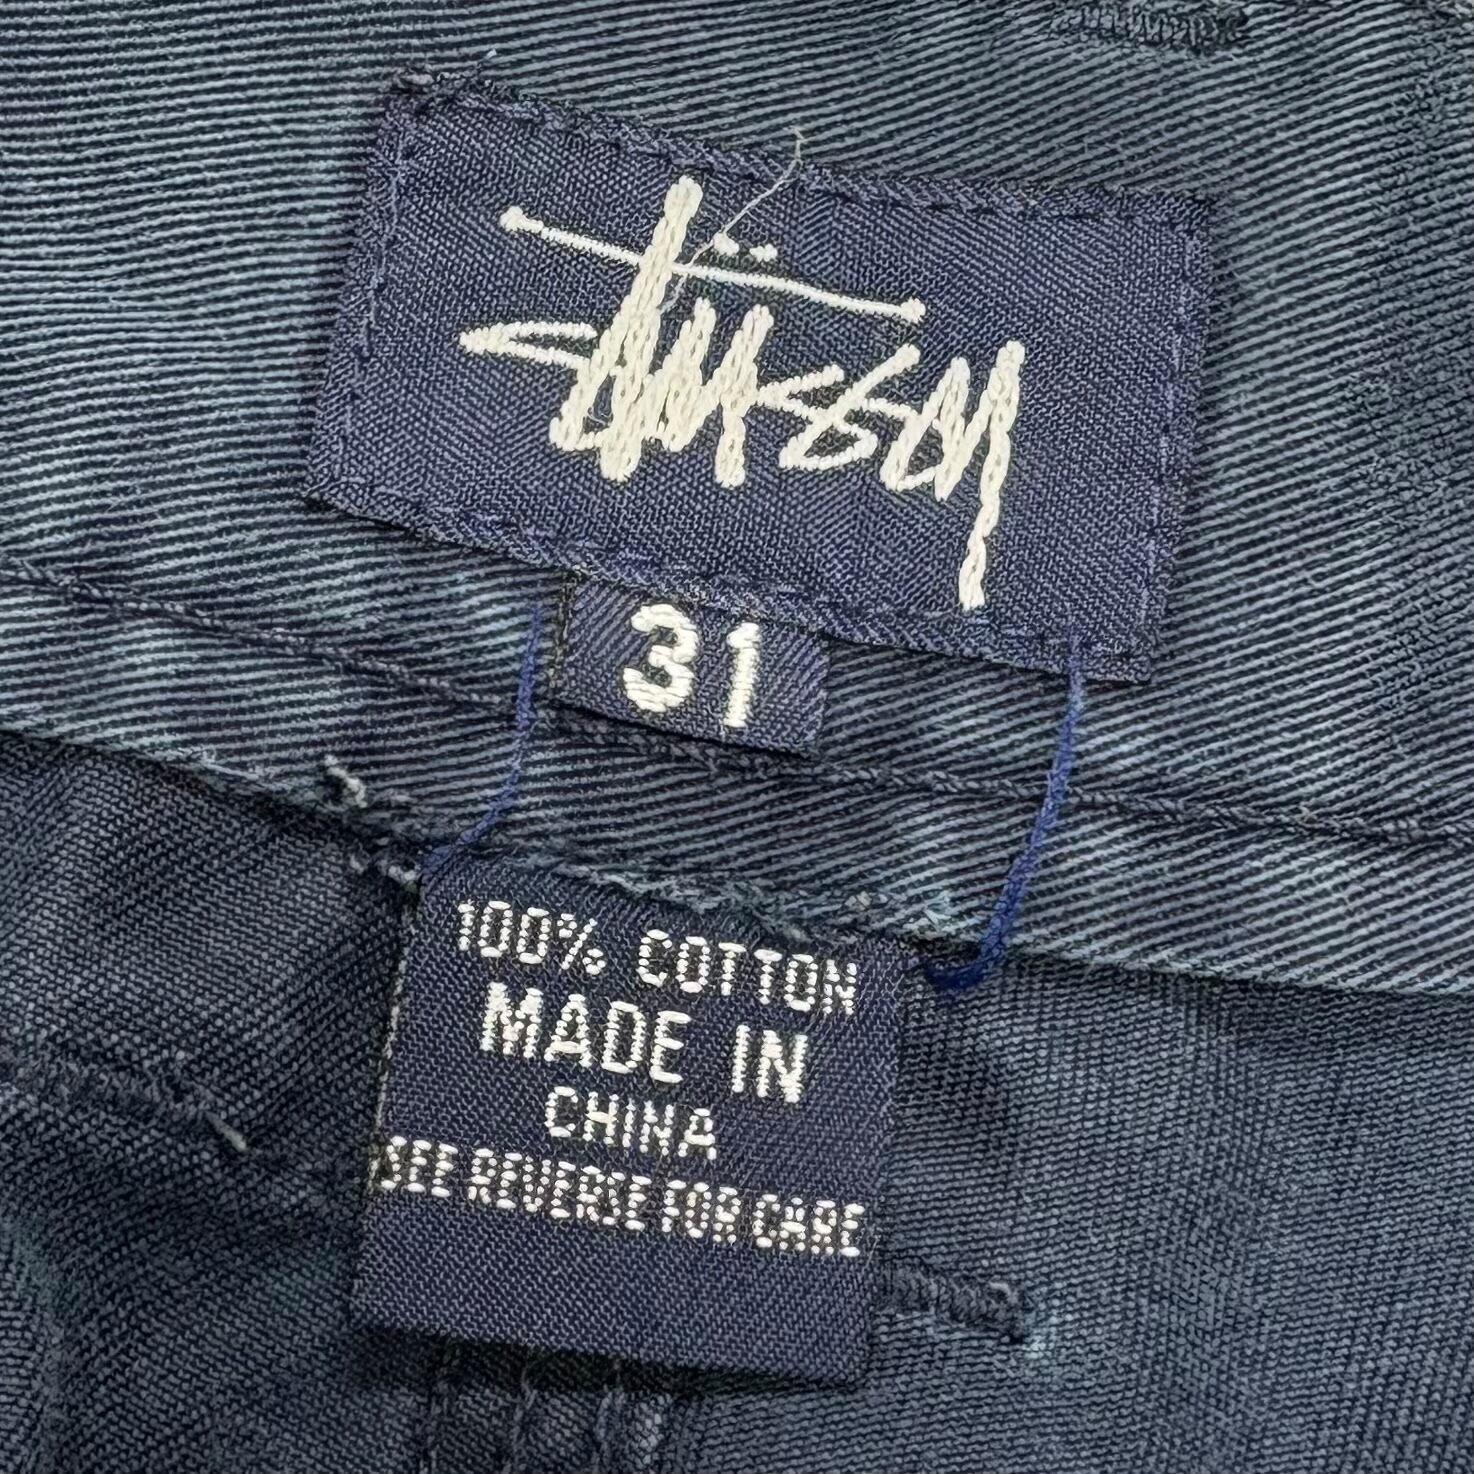 Stüssy
31
100% COTTON
MADE IN
CHINA
SEE REVERSE FOR CARE